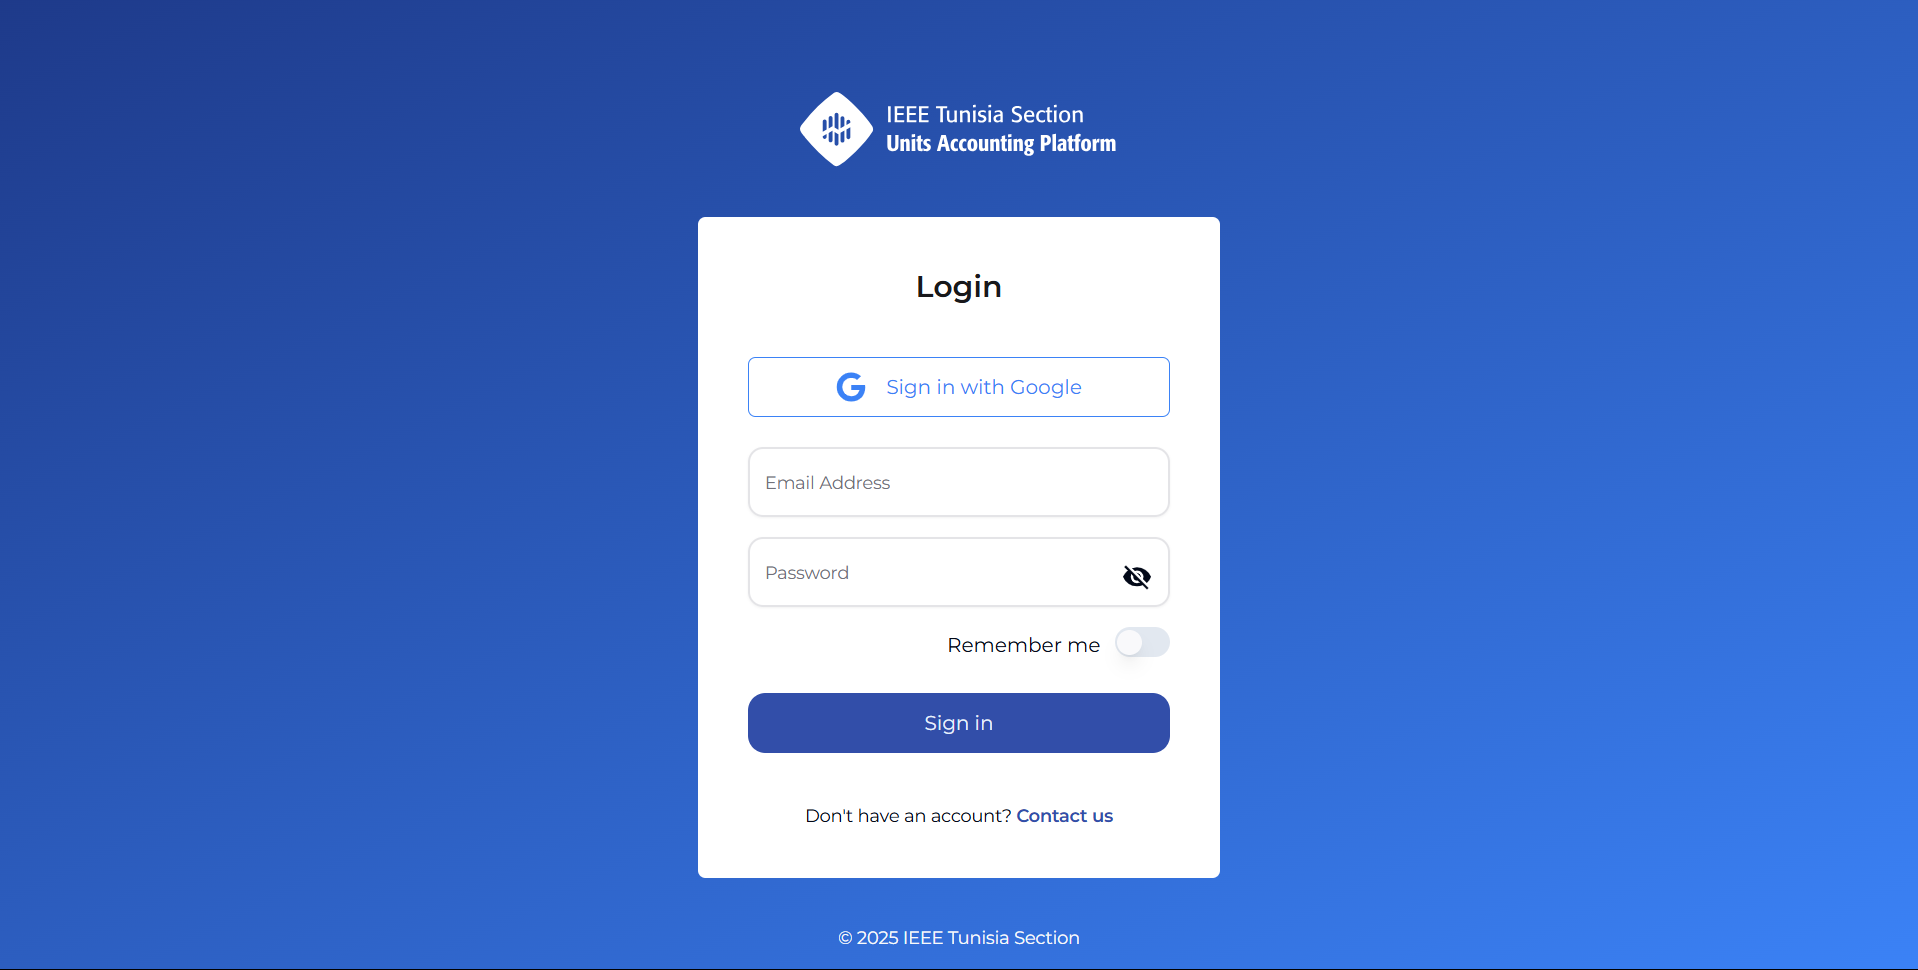 IEEE Tunisia Section
Units Accounting Platform
Login
Sign in with Google
Email Address
Password
Remember me
Sign in
Don't have an account? Contact us
© 2025 IEEE Tunisia Section